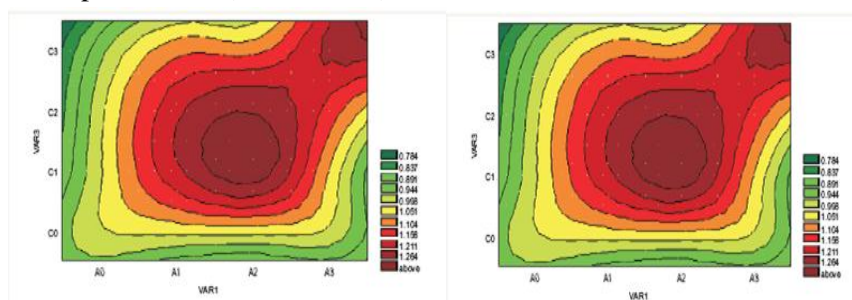 C3
C2
VAR3
C1
C0
A0 A1 A2 A3
VAR1
0.784
0.837
0.891
0.944
0.998
1.051
1.104
1.158
1.211
1.264
above
C3
C2
VAR3
C1
C0
A0 A1 A2 A3
VAR1
0.784
0.837
0.891
0.944
0.998
1.051
1.104
1.158
1.211
1.264
above